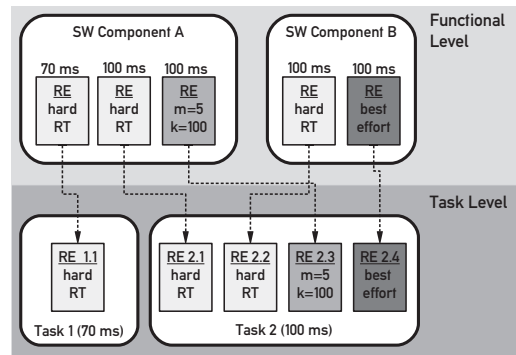 SW Component A
SW Component B
Functional
Level
70 ms
100 ms
100 ms
100 ms
100 ms
RE
hard
RT
RE
hard
RT
RE
m=5
k=100
RE
hard
RT
RE
best
effort
Task Level
RE 1.1
hard
RT
RE 2.1
hard
RT
RE 2.2
hard
RT
RE 2.3
m=5
k=100
RE 2.4
best
effort
Task 1 (70 ms)
Task 2 (100 ms)